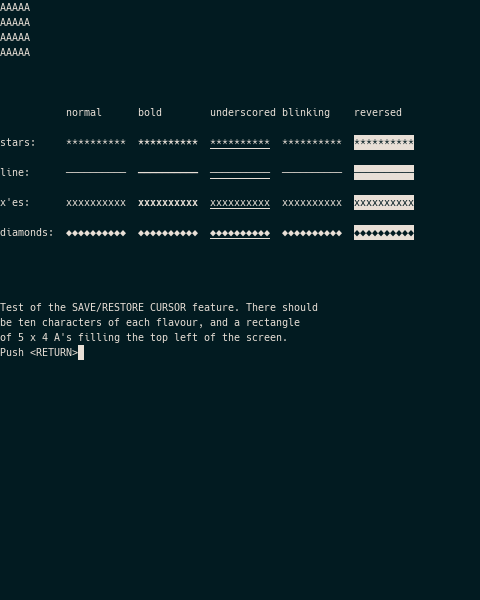 AAAAA
AAAAA
AAAAA
AAAAA
normal bold underscored blinking reversed
stars: ********** ********** ********** ********** **********
line: ────────── ────────── ────────── ────────── ──────────
x'es: xxxxxxxxxx xxxxxxxxxx xxxxxxxxxx xxxxxxxxxx xxxxxxxxxx
diamonds: ◆◆◆◆◆◆◆◆◆◆ ◆◆◆◆◆◆◆◆◆◆ ◆◆◆◆◆◆◆◆◆◆ ◆◆◆◆◆◆◆◆◆◆ ◆◆◆◆◆◆◆◆◆◆
Test of the SAVE/RESTORE CURSOR feature. There should
be ten characters of each flavour, and a rectangle
of 5 x 4 A's filling the top left of the screen.
Push <RETURN>